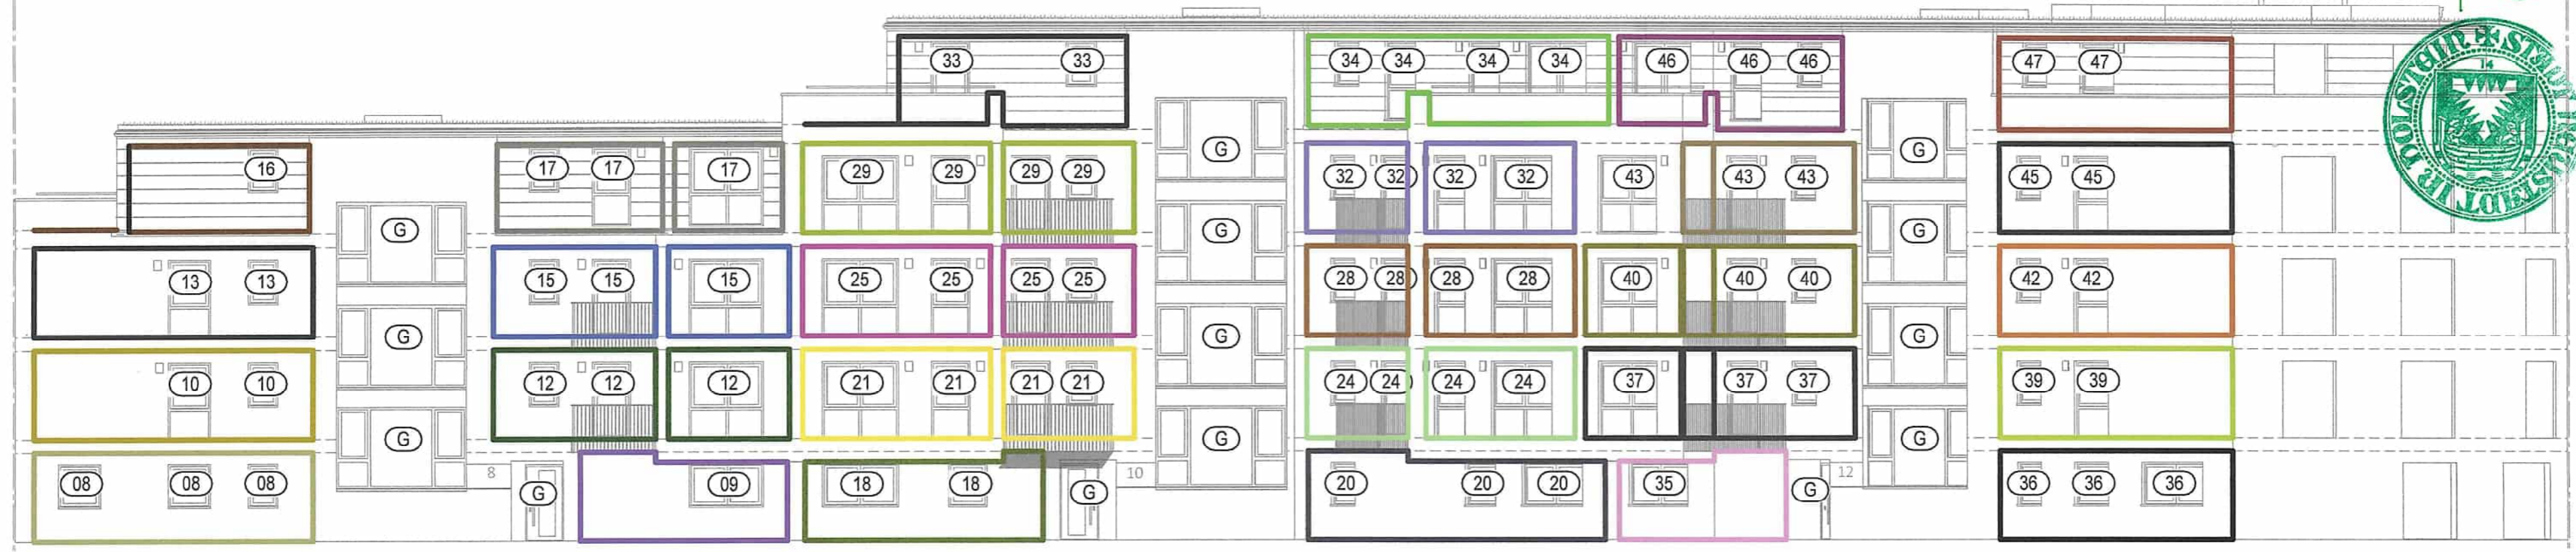 33 33 34 34 34 34 46 46 46 47 47
16 17 17 17 29 29 29 29 G 32 32 32 32 43 43 43 G 45 45
G G G
13 13 15 15 15 25 25 25 25 28 28 28 28 40 40 40 42 42
G G G
10 10 12 12 12 21 21 21 21 24 24 24 24 37 37 37 39 39
G G G
08 08 08 8 G 09 18 18 G 10 20 20 20 35 G 12 36 36 36